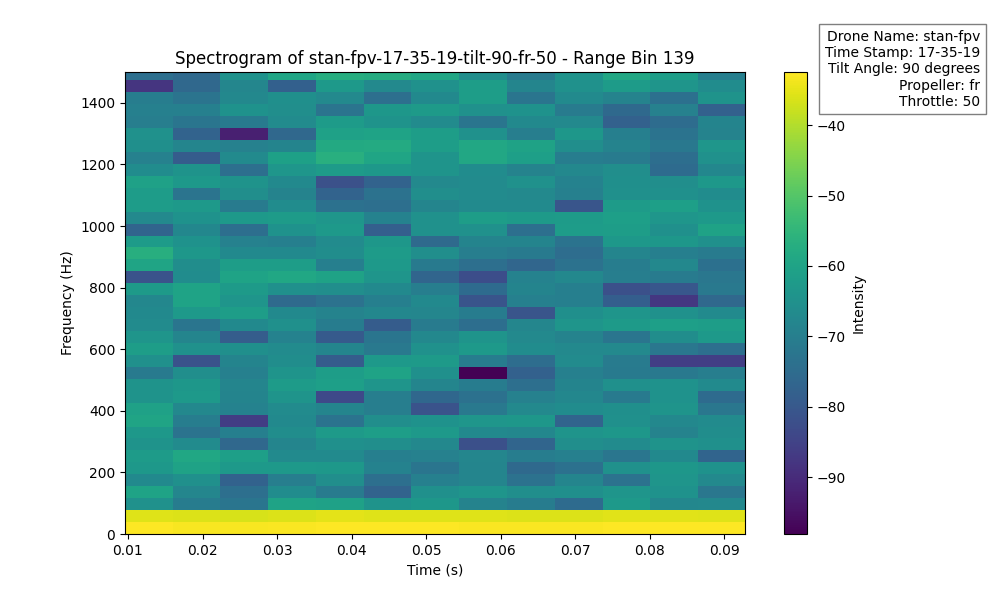 Drone Name: stan-fpv
Time Stamp: 17-35-19
Tilt Angle: 90 degrees
Propeller: fr
Throttle: 50
Spectrogram of stan-fpv-17-35-19-tilt-90-fr-50 - Range Bin 139
Frequency (Hz)
1400
1200
1000
800
600
400
200
0
0.01 0.02 0.03 0.04 0.05 0.06 0.07 0.08 0.09
Time (s)
−40
−50
−60
−70
−80
−90
Intensity